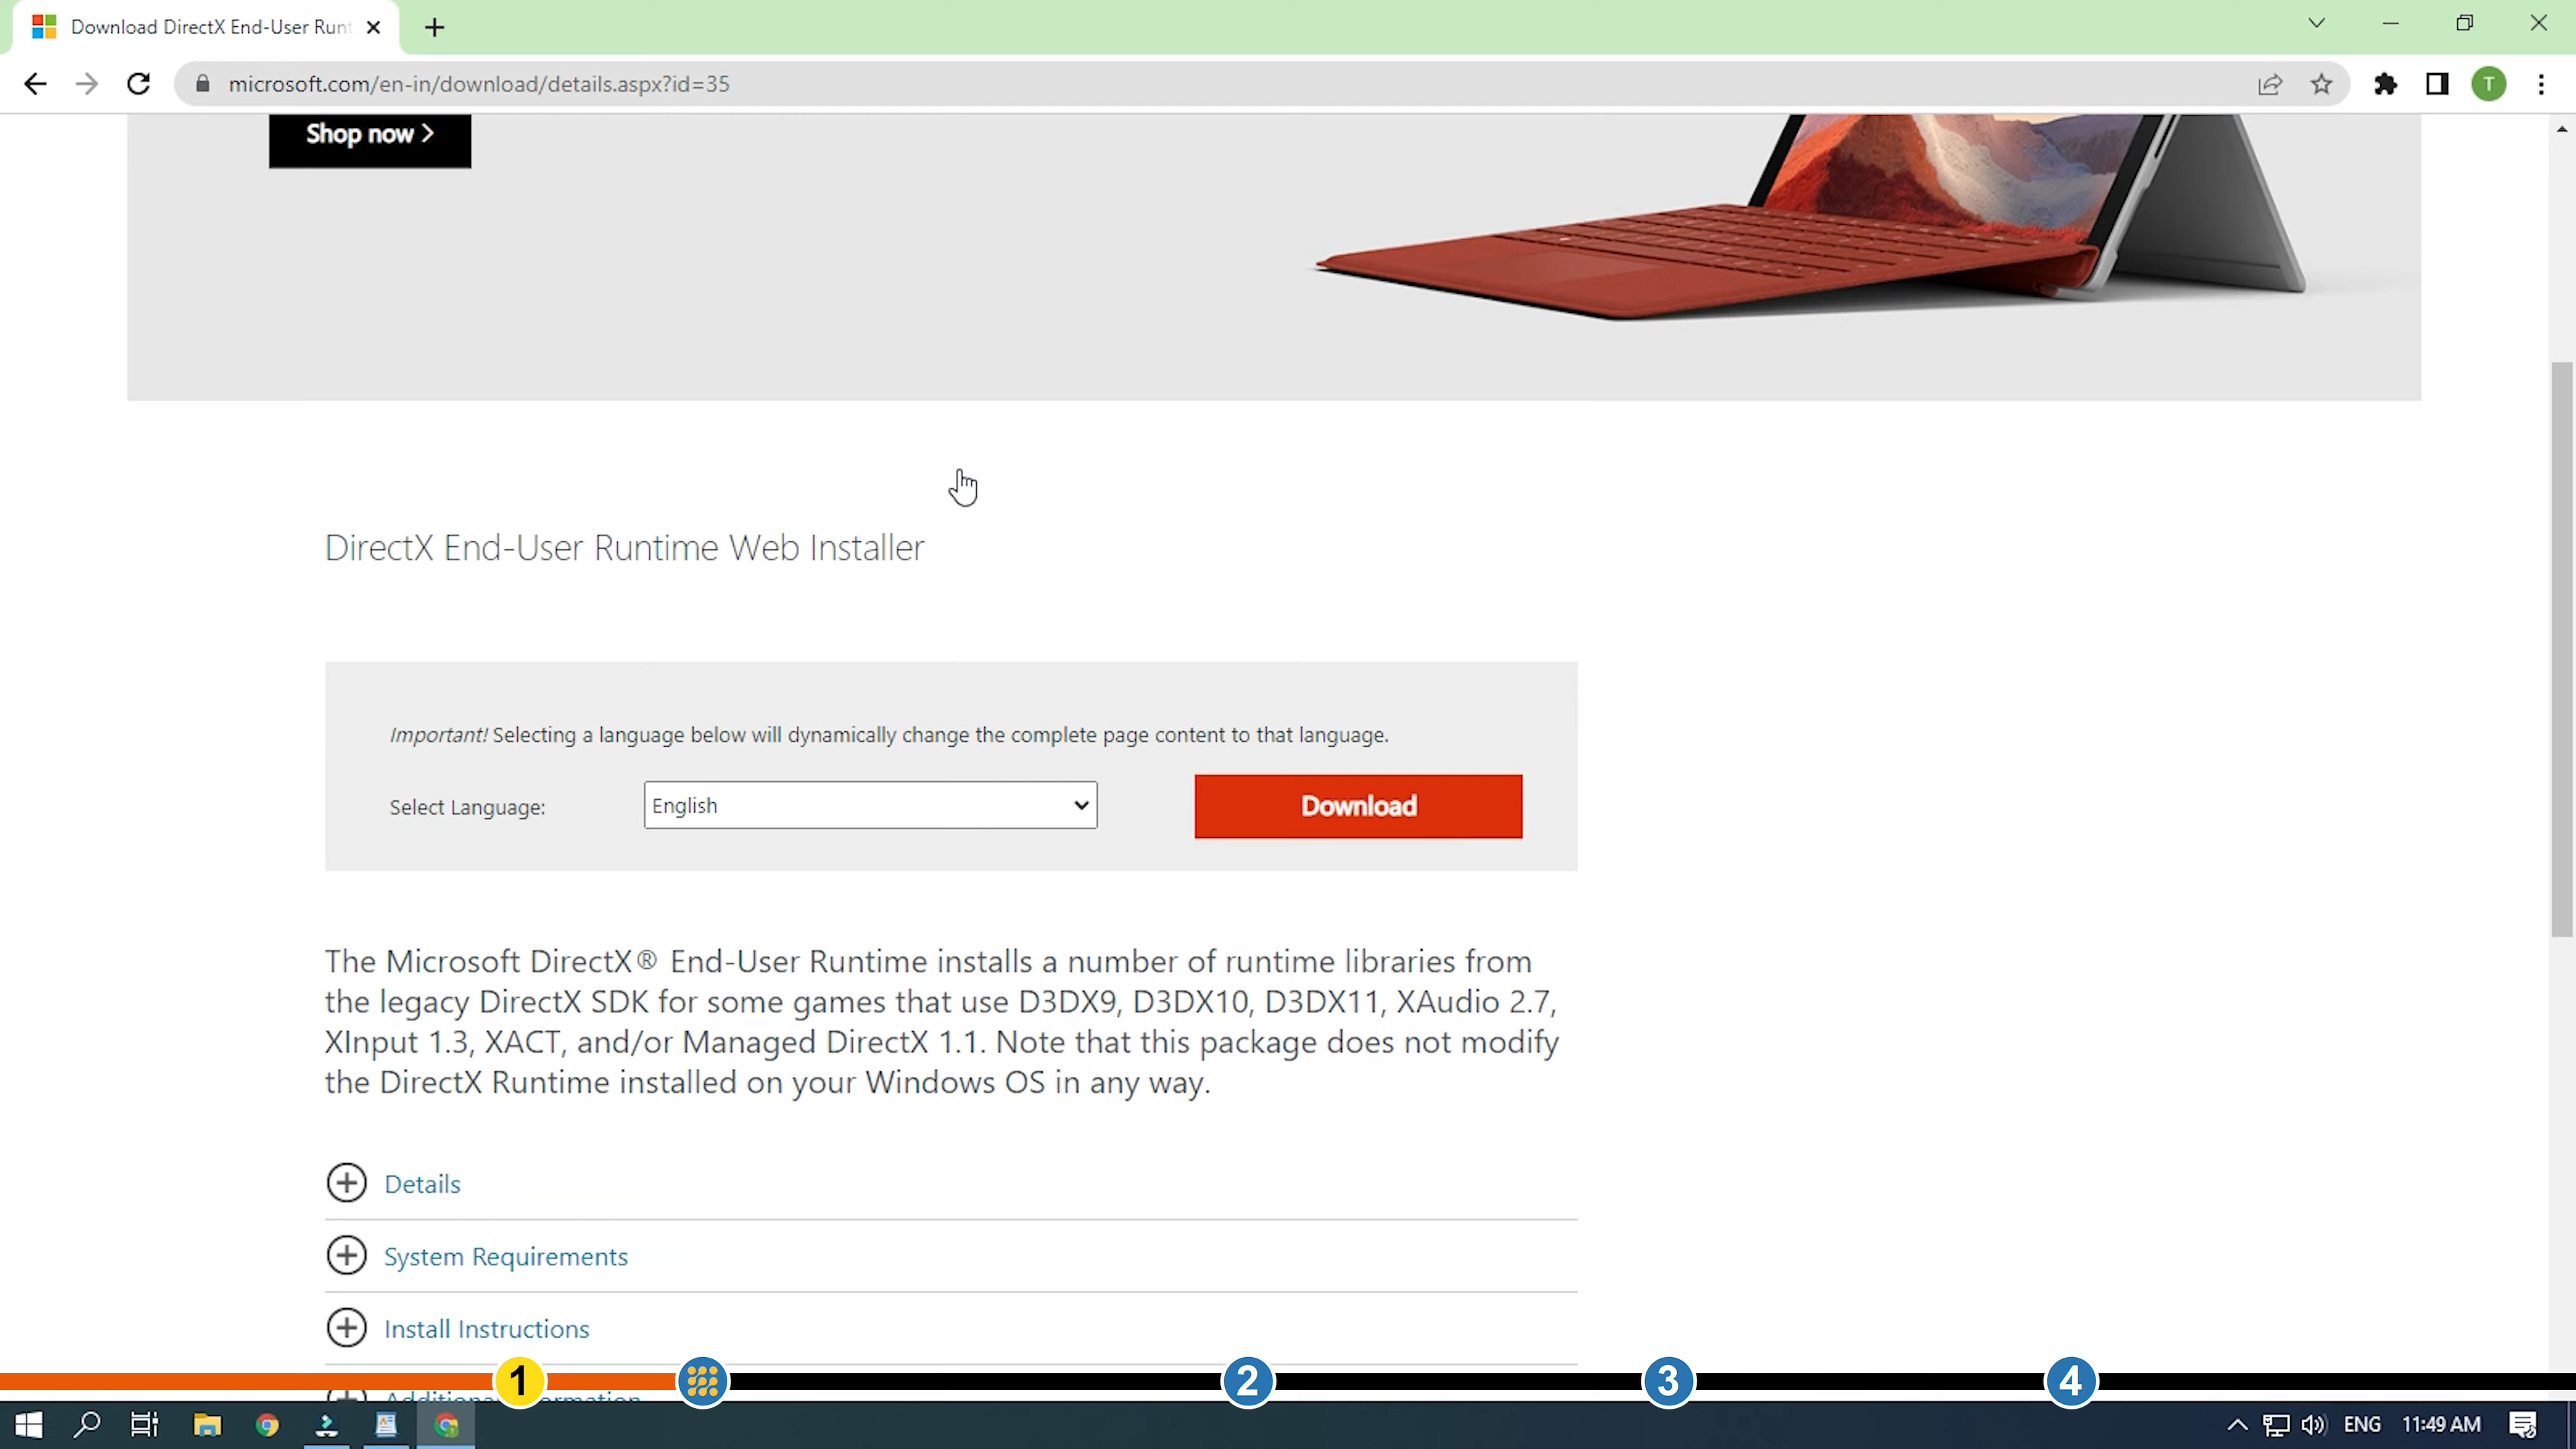 Download DirectX End-User Runt
microsoft.com/en-in/download/details.aspx?id=35
T
Shop now
DirectX End-User Runtime Web Installer
Important! Selecting a language below will dynamically change the complete page content to that language.
Select Language:
English
Download
The Microsoft DirectX® End-User Runtime installs a number of runtime libraries from
the legacy DirectX SDK for some games that use D3DX9, D3DX10, D3DX11, XAudio 2.7,
XInput 1.3, XACT, and/or Managed DirectX 1.1. Note that this package does not modify
the DirectX Runtime installed on your Windows OS in any way.
Details
System Requirements
Install Instructions
1
2
3
4
Additional Information
ENG
11:49 AM